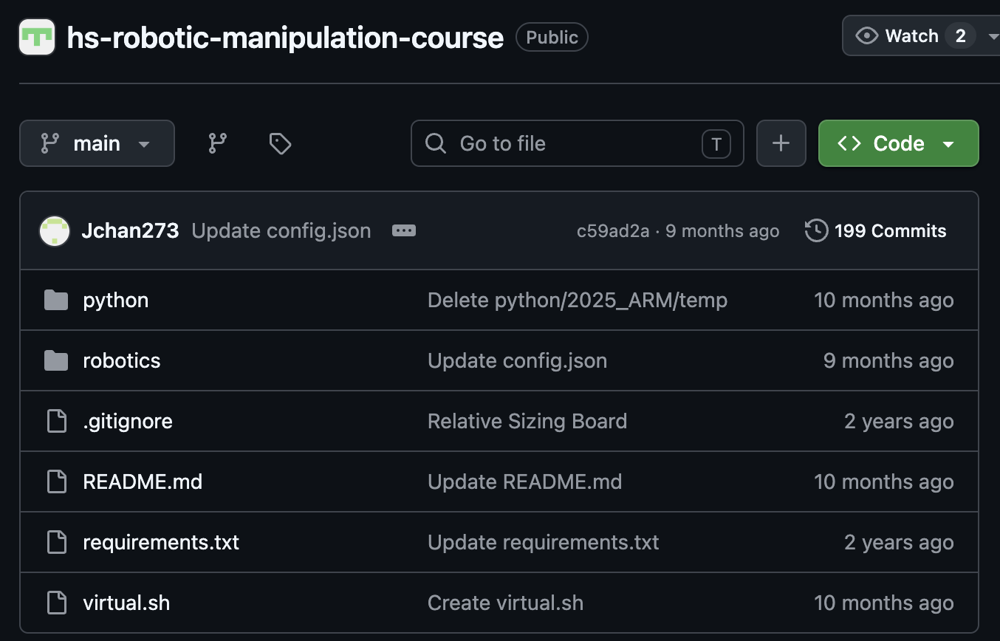 hs-robotic-manipulation-course Public Watch 2
main Go to file T Code
Jchan273 Update config.json c59ad2a · 9 months ago 199 Commits
python Delete python/2025_ARM/temp 10 months ago
robotics Update config.json 9 months ago
.gitignore Relative Sizing Board 2 years ago
README.md Update README.md 10 months ago
requirements.txt Update requirements.txt 2 years ago
virtual.sh Create virtual.sh 10 months ago